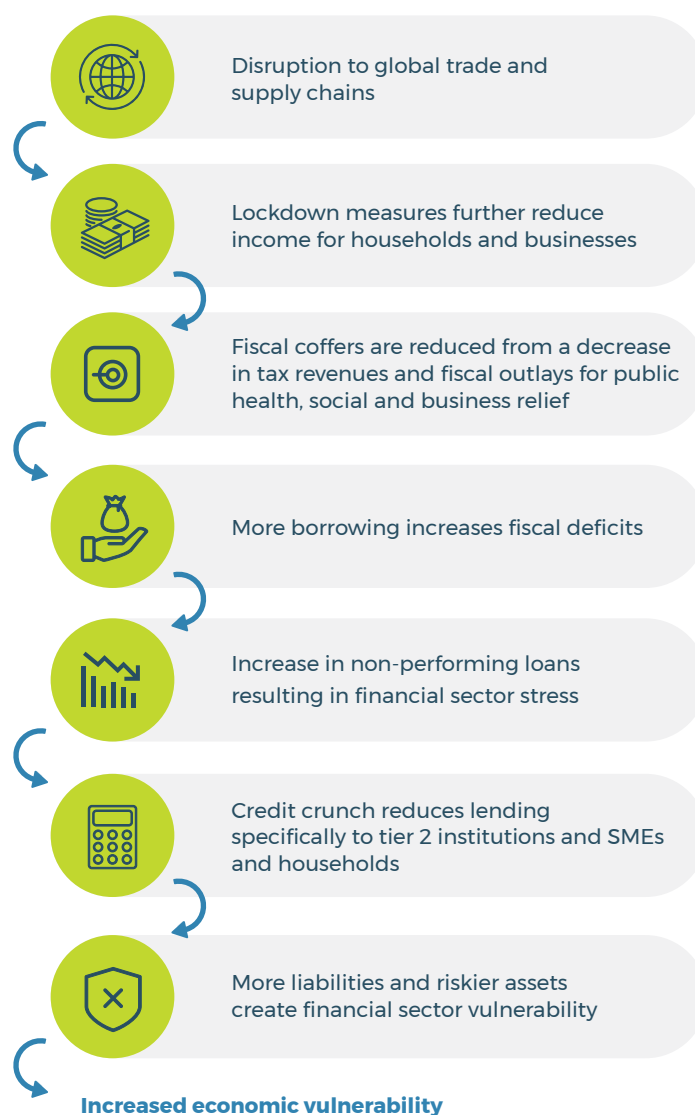 Disruption to global trade and
supply chains
Lockdown measures further reduce
income for households and businesses
Fiscal coffers are reduced from a decrease
in tax revenues and fiscal outlays for public
health, social and business relief
More borrowing increases fiscal deficits
Increase in non-performing loans
resulting in financial sector stress
Credit crunch reduces lending
specifically to tier 2 institutions and SMEs
and households
More liabilities and riskier assets
create financial sector vulnerability
Increased economic vulnerability